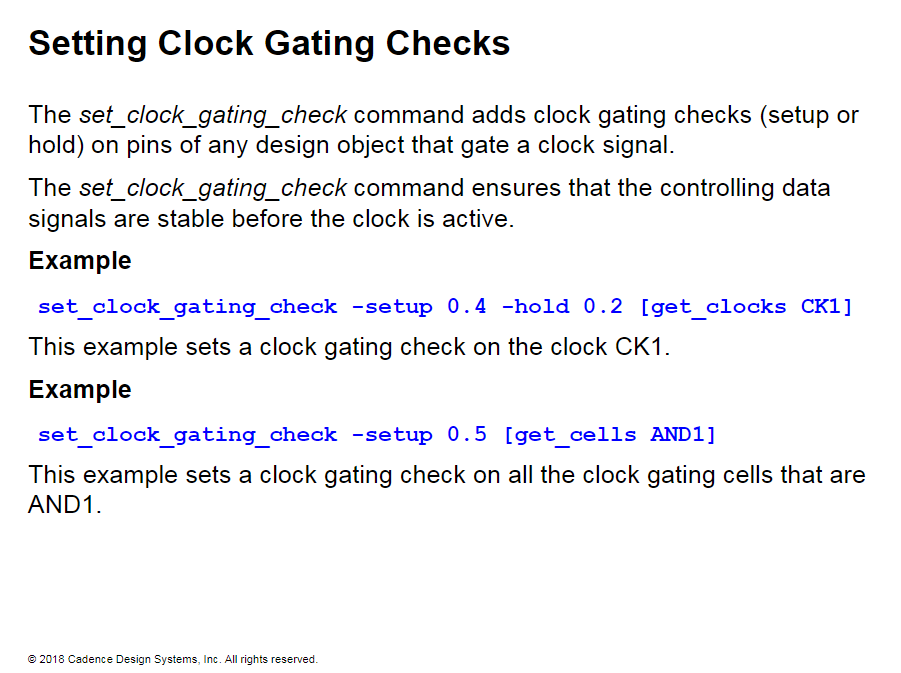 Setting Clock Gating Checks
The set_clock_gating_check command adds clock gating checks (setup or
hold) on pins of any design object that gate a clock signal.
The set_clock_gating_check command ensures that the controlling data
signals are stable before the clock is active.
Example
set_clock_gating_check -setup 0.4 -hold 0.2 [get_clocks CK1]
This example sets a clock gating check on the clock CK1.
Example
set_clock_gating_check -setup 0.5 [get_cells AND1]
This example sets a clock gating check on all the clock gating cells that are
AND1.
© 2018 Cadence Design Systems, Inc. All rights reserved.